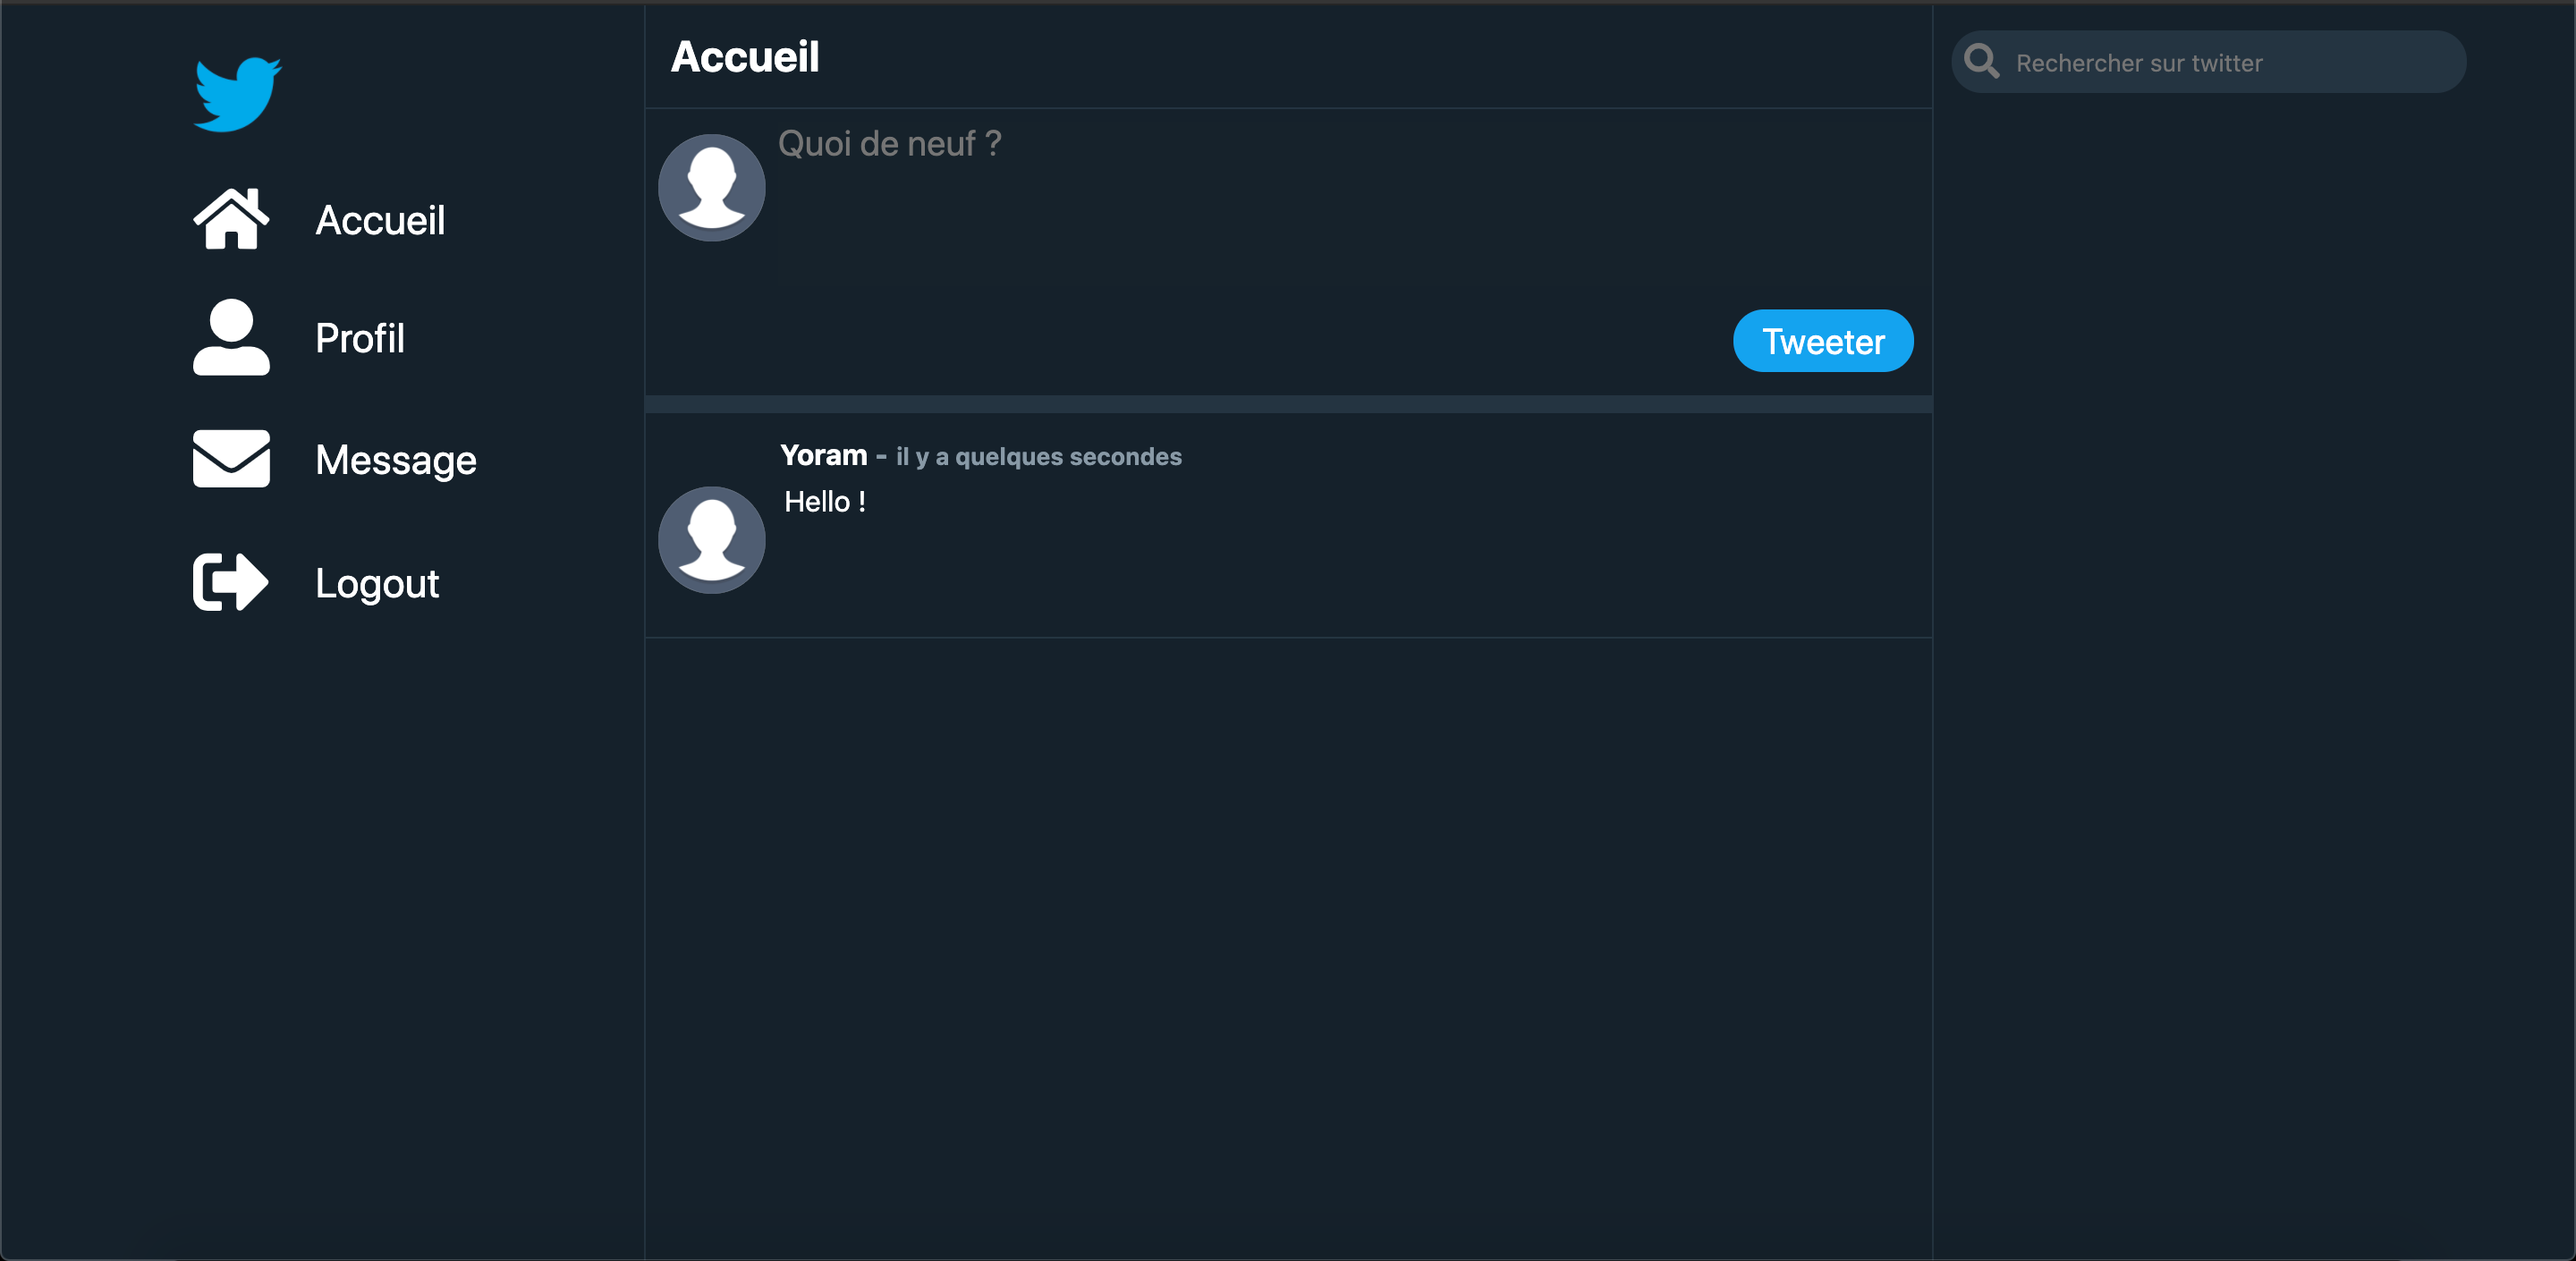 Accueil
Profil
Message
Logout
Accueil
Quoi de neuf ?
Tweeter
Yoram - il y a quelques secondes
Hello !
Rechercher sur twitter